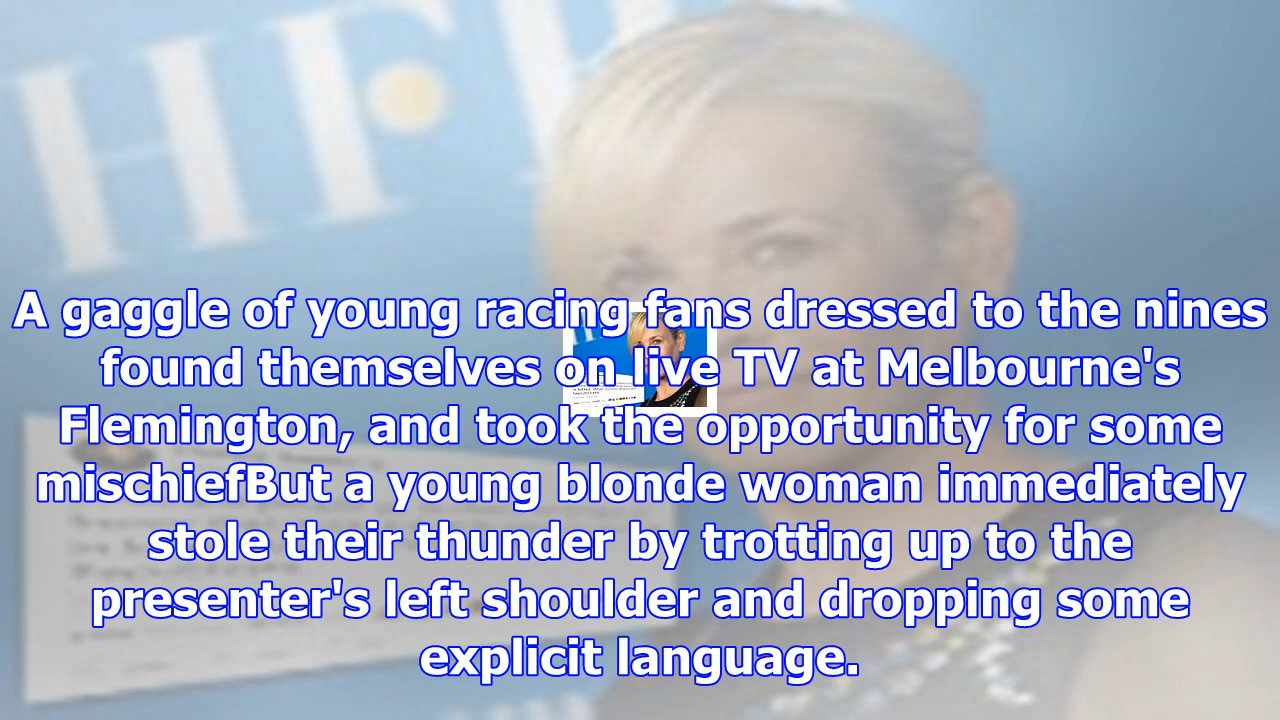 HFP
A gaggle of young racing fans dressed to the nines
found themselves on live TV at Melbourne's
Flemington, and took the opportunity for some
mischiefBut a young blonde woman immediately
stole their thunder by trotting up to the
presenter's left shoulder and dropping some
explicit language.